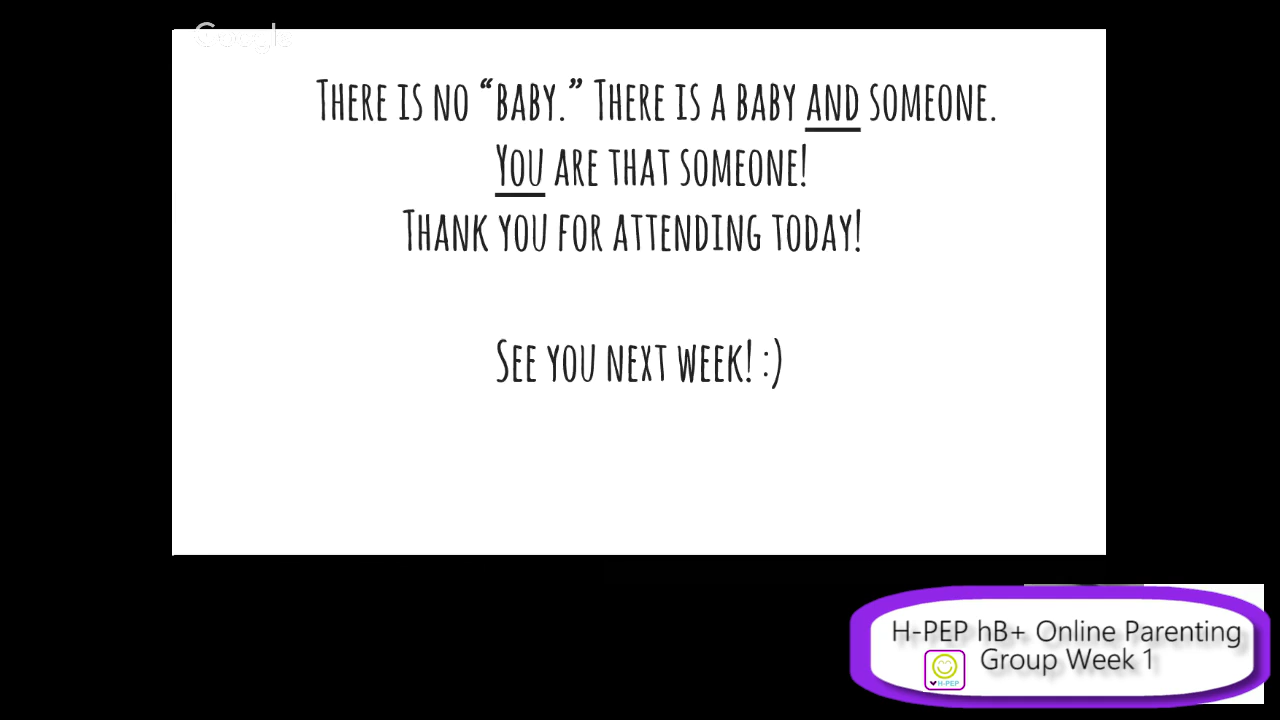 Google
There is no “baby.” There is a baby and someone.
You are that someone!
Thank you for attending today!
See you next week! :)
H-PEP hB+ Online Parenting
Group Week 1
H-PEP